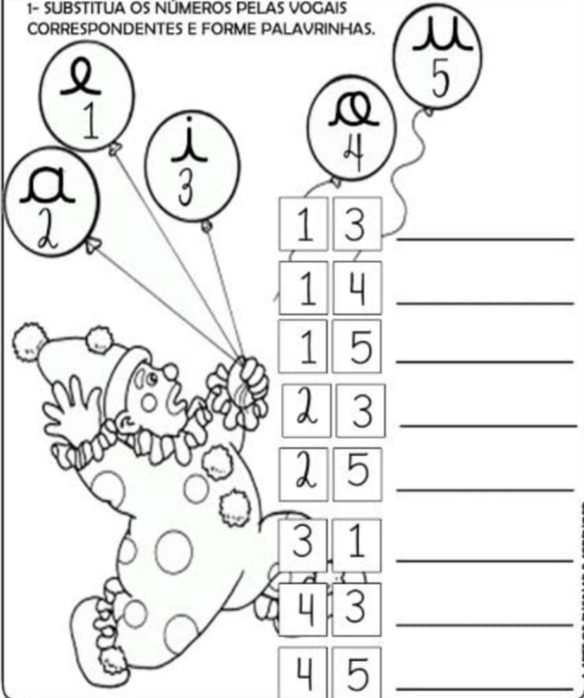 1- SUBSTITUA OS NÚMEROS PELAS VOGAIS
CORRESPONDENTES E FORME PALAVRINHAS.
u
5
e
1
o
4
i
3
a
2
1 3
1 4
1 5
2 3
2 5
3 1
4 3
4 5